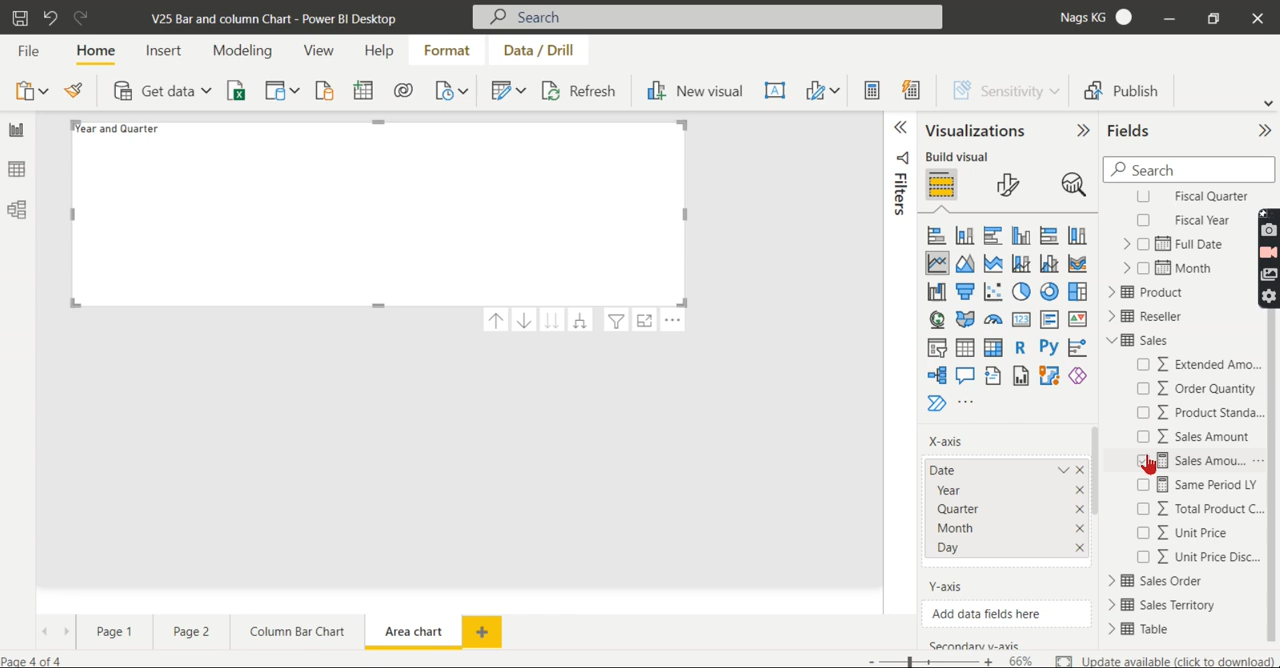 V25 Bar and column Chart - Power BI Desktop
Search
Nags KG
File
Home
Insert
Modeling
View
Help
Format
Data / Drill
Get data
Refresh
New visual
Sensitivity
Publish
Year and Quarter
Filters
Visualizations
Build visual
R
Py
123
X-axis
Date
Year
Quarter
Month
Day
Y-axis
Add data fields here
Secondary y-axis
Fields
Search
Fiscal Quarter
Fiscal Year
Full Date
Month
Product
Reseller
Sales
Extended Amo...
Order Quantity
Product Standa...
Sales Amount
Sales Amou...
Same Period LY
Total Product C...
Unit Price
Unit Price Disc...
Sales Order
Sales Territory
Table
Page 1
Page 2
Column Bar Chart
Area chart
Page 4 of 4
66%
Update available (click to download)